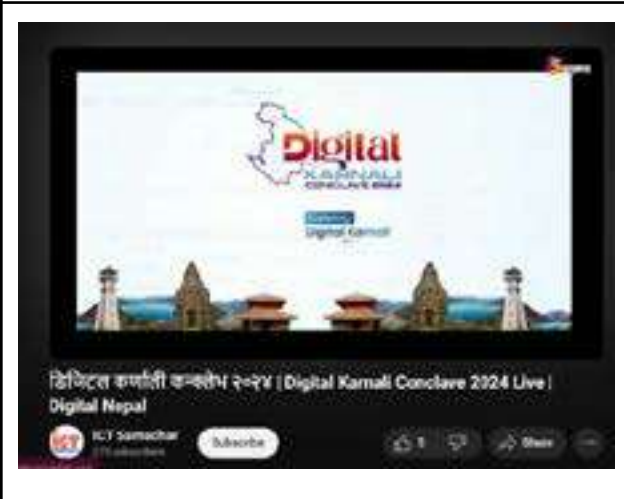 Digital
KARNALI
CONCLAVE 2024
Digital Karnali
डिजिटल कर्णाली कन्क्लेभ २०२४ | Digital Karnali Conclave 2024 Live |
Digital Nepal
ICT Samachar
Subscribe
Share